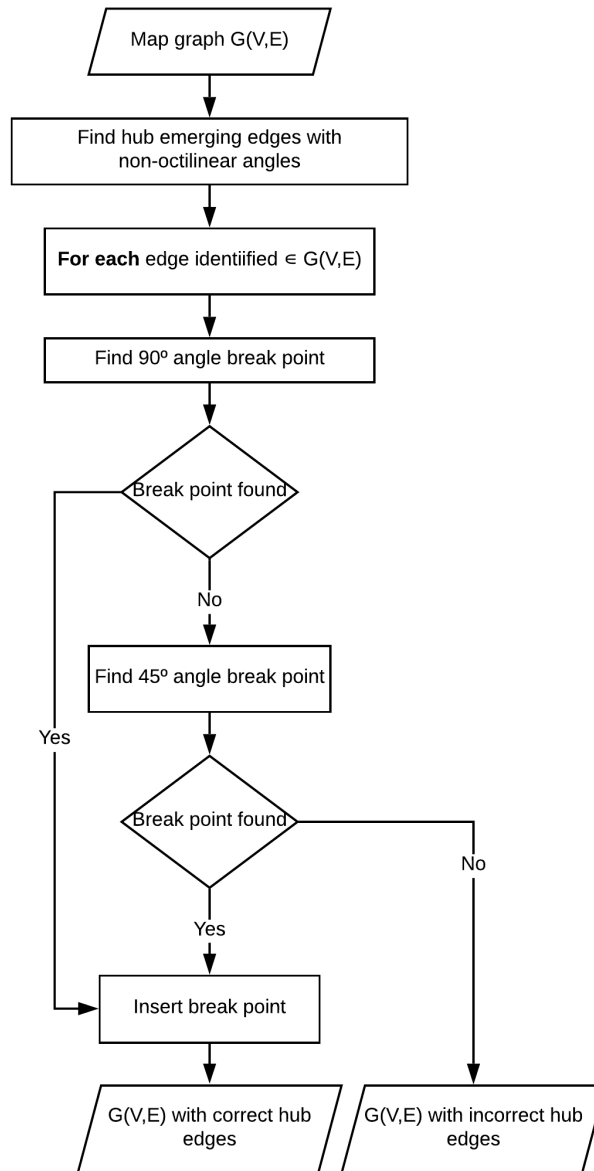 Map graph G(V,E)
Find hub emerging edges with
non-octilinear angles
For each edge identiified ∈ G(V,E)
Find 90º angle break point
Break point found
No
Find 45º angle break point
Yes
Break point found
No
Yes
Insert break point
G(V,E) with correct hub
edges
G(V,E) with incorrect hub
edges